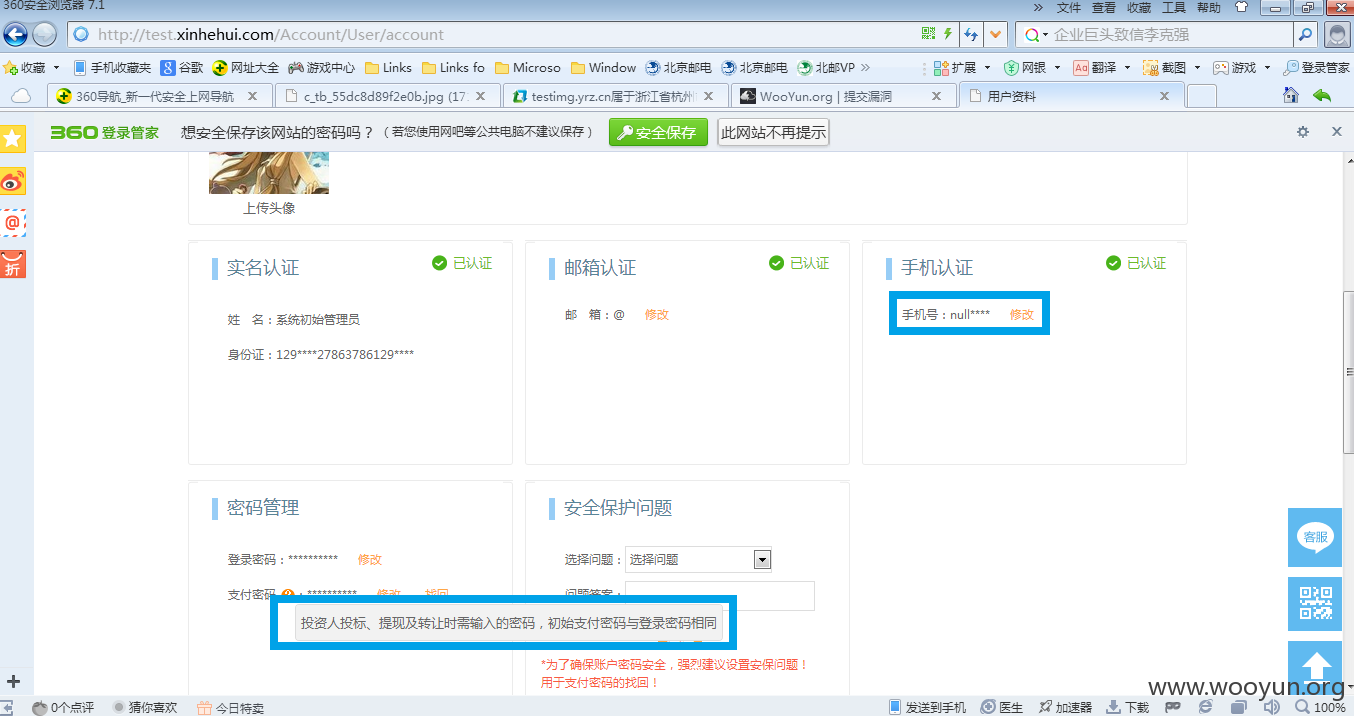 360安全浏览器 7.1
» 文件 查看 收藏 工具 帮助
http://test.xinhehui.com/Account/User/account
企业巨头致信李克强
收藏 手机收藏夹 谷歌 网址大全 游戏中心 Links Links fo Microso Window 北京邮电 北京邮电 北邮VP » 扩展 网银 翻译 截图 游戏 登录管家
360导航_新一代安全上网导航 c_tb_55dc8d89f2e0b.jpg (17: testimg.yrz.cn属于浙江省杭州 WooYun.org | 提交漏洞 用户资料
360 登录管家 想安全保存该网站的密码吗？ （若您使用网吧等公共电脑不建议保存） 安全保存 此网站不再提示
上传头像
实名认证 已认证
姓 名：系统初始管理员
身份证：129****27863786129****
邮箱认证 已认证
邮 箱：@ 修改
手机认证 已认证
手机号：null**** 修改
密码管理
登录密码：********** 修改
支付密码 ：********** 修改 找回
投资人投标、提现及转让时需输入的密码，初始支付密码与登录密码相同
安全保护问题
选择问题：选择问题
问题答案：
*为了确保账户密码安全，强烈建议设置安保问题！
用于支付密码的找回！
折
客服
www.wooyun.org
0个点评 猜你喜欢 今日特卖 发送到手机 医生 加速器 下载 100%